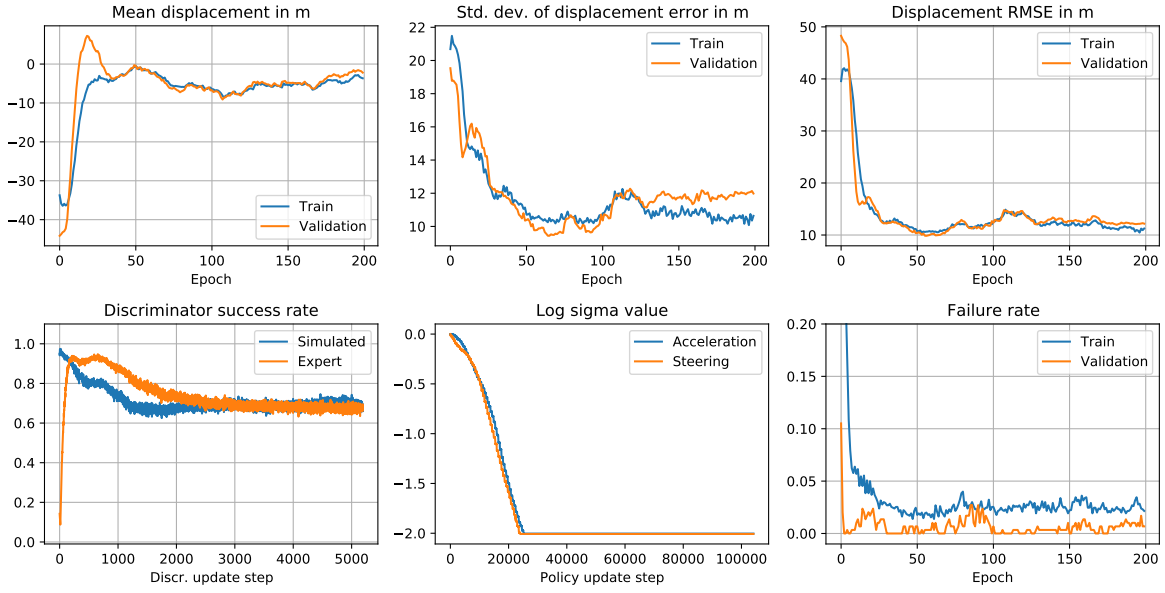 Mean displacement in m
0
−10
−20
−30
−40
Train
Validation
0 50 100 150 200
Epoch
Std. dev. of displacement error in m
22
20
18
16
14
12
10
Train
Validation
0 50 100 150 200
Epoch
Displacement RMSE in m
50
40
30
20
10
Train
Validation
0 50 100 150 200
Epoch
Discriminator success rate
1.0
0.8
0.6
0.4
0.2
0.0
Simulated
Expert
0 1000 2000 3000 4000 5000
Discr. update step
Log sigma value
0.0
−0.5
−1.0
−1.5
−2.0
Acceleration
Steering
0 20000 40000 60000 80000 100000
Policy update step
Failure rate
0.20
0.15
0.10
0.05
0.00
Train
Validation
0 50 100 150 200
Epoch